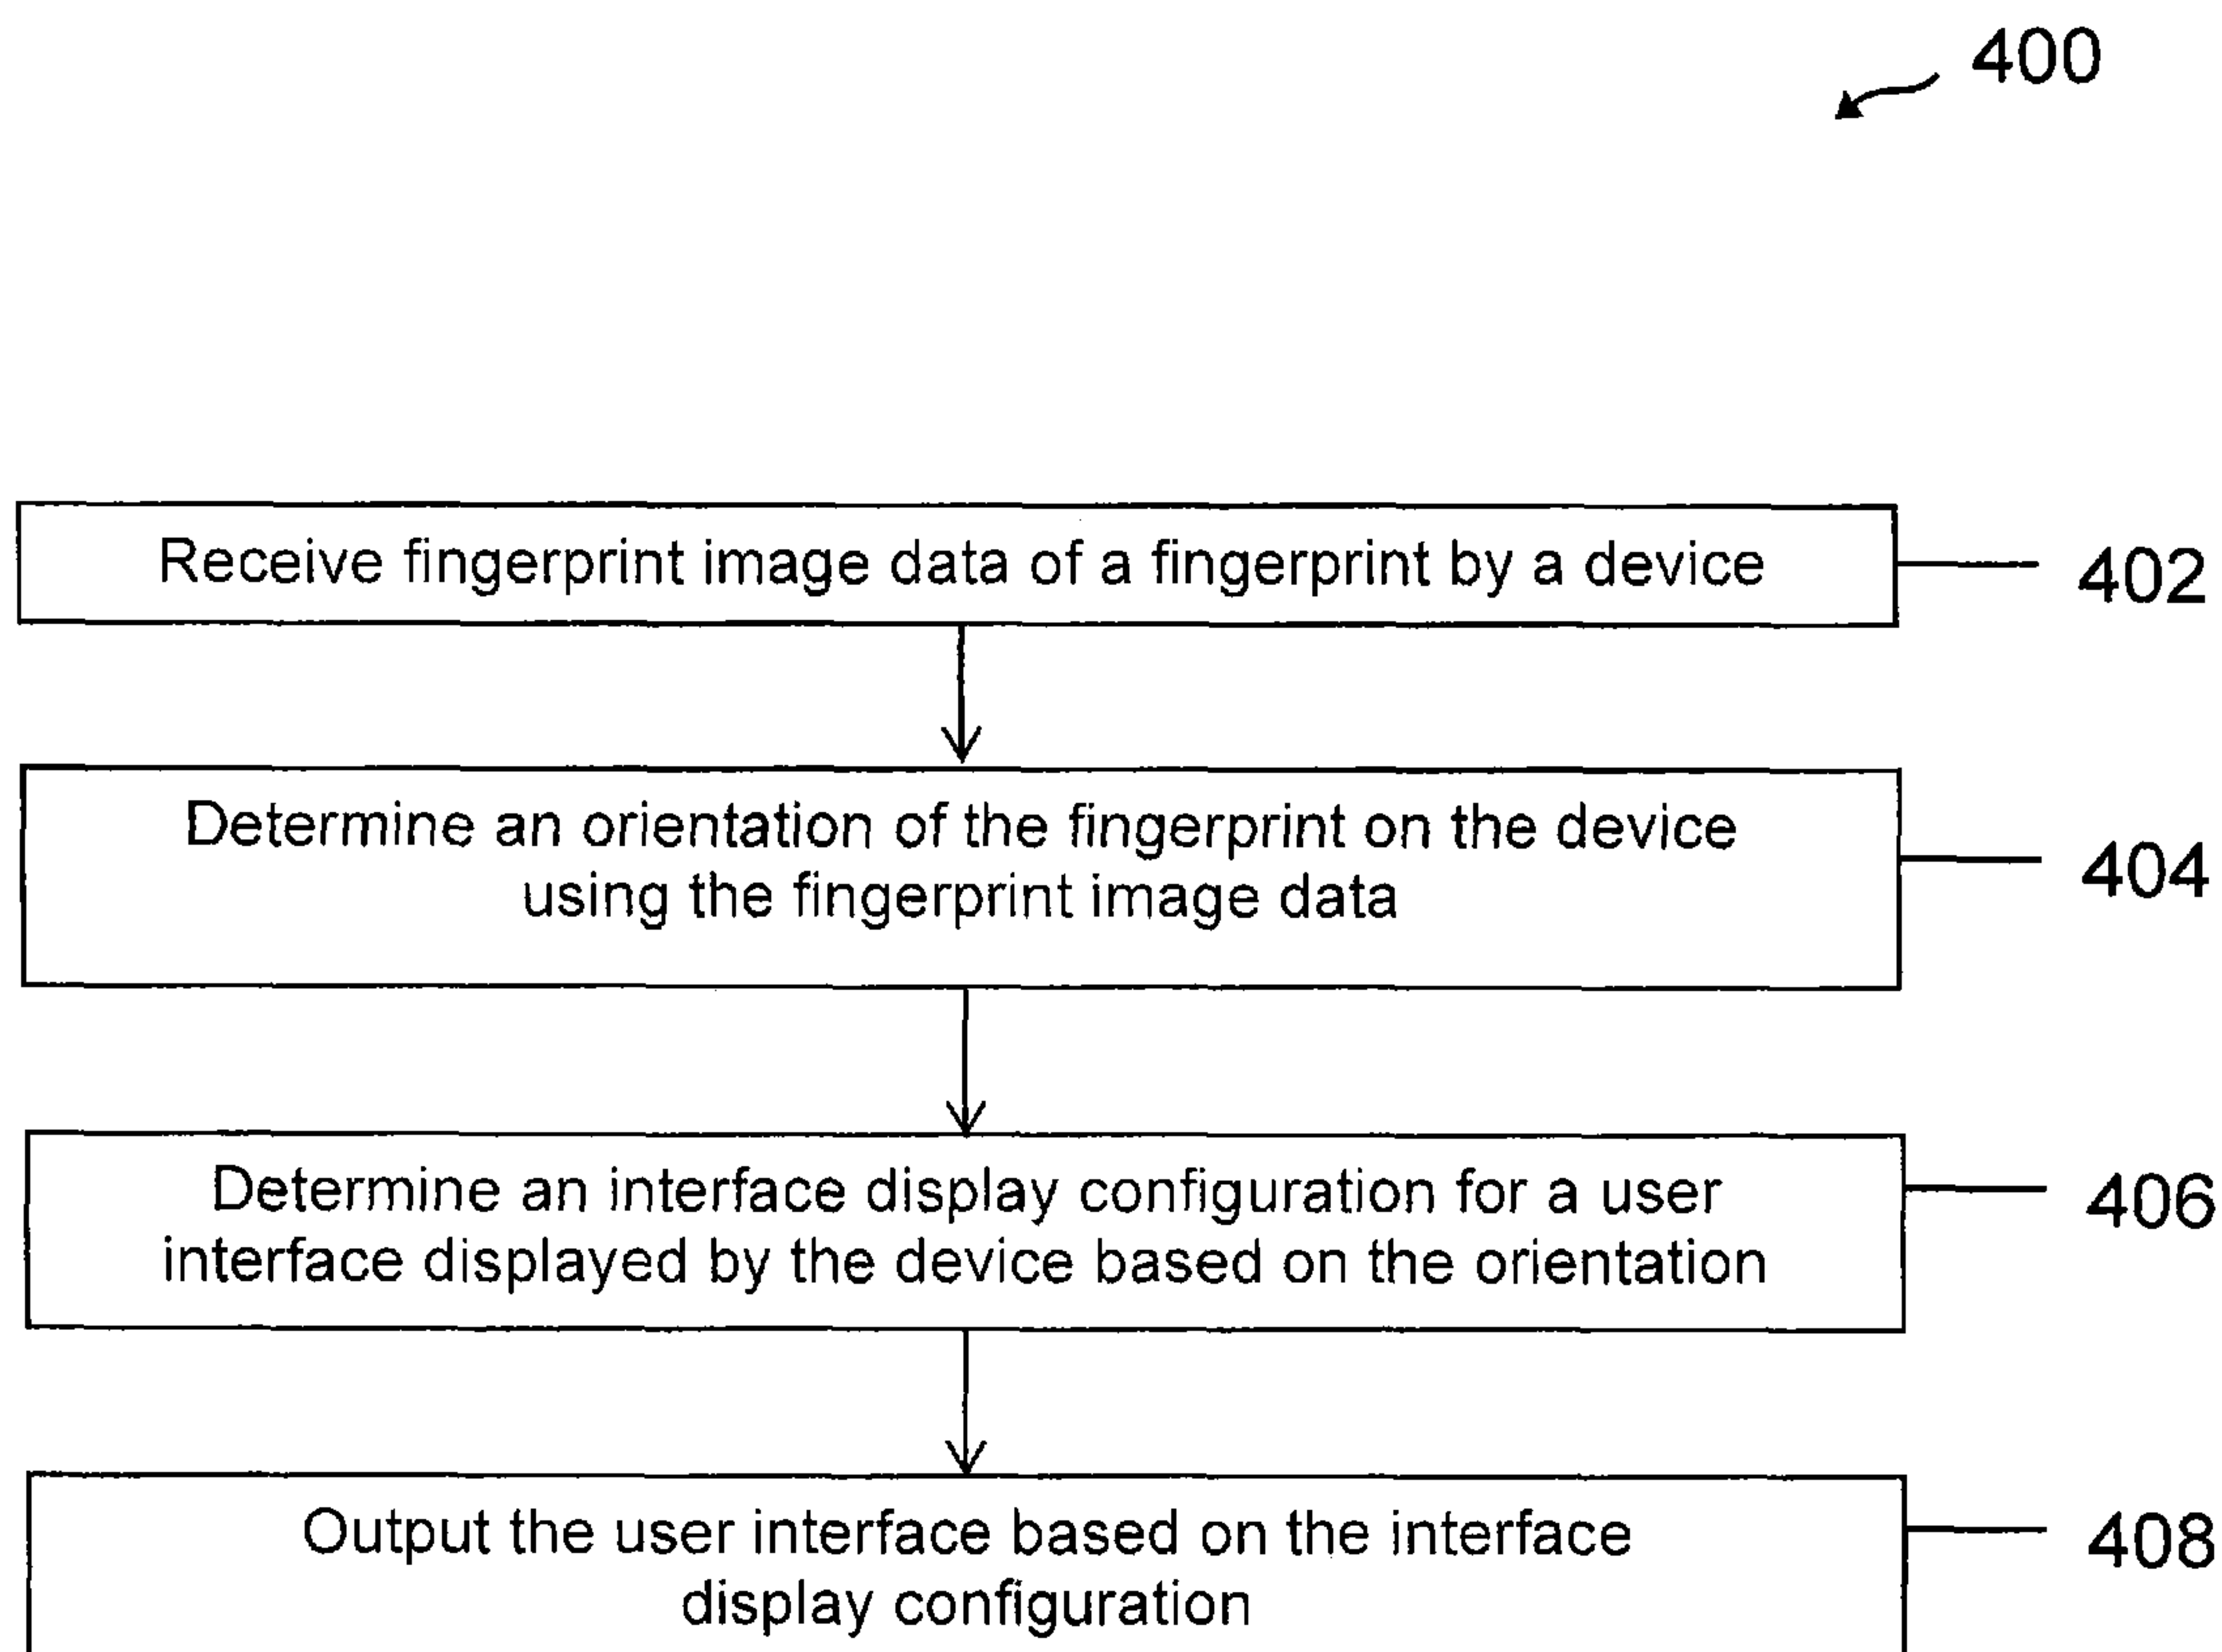 400
Receive fingerprint image data of a fingerprint by a device
402
Determine an orientation of the fingerprint on the device
using the fingerprint image data
404
Determine an interface display configuration for a user
interface displayed by the device based on the orientation
406
Output the user interface based on the interface
display configuration
408